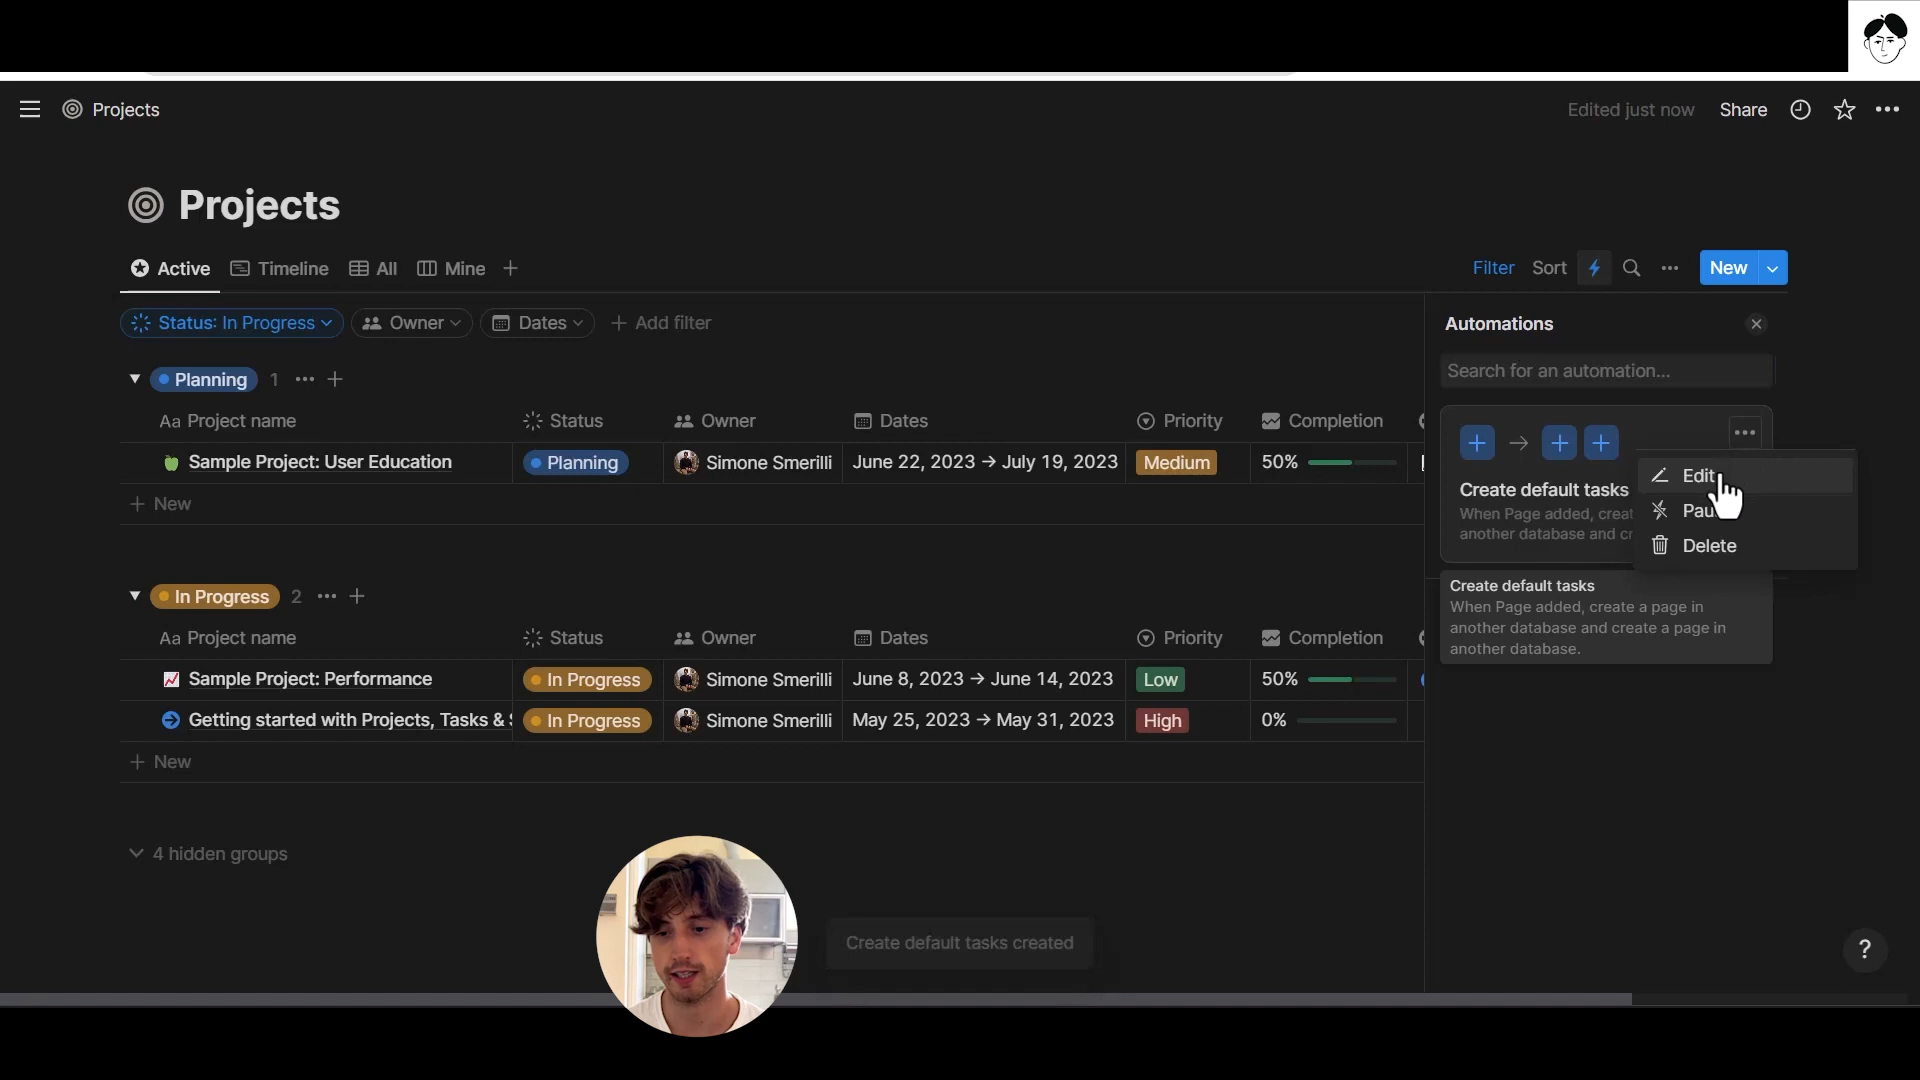 Projects
Edited just now Share
Projects
Active Timeline All Mine
Filter Sort New
Status: In Progress Owner Dates Add filter
Automations
Search for an automation...
Planning 1
Aa Project name Status Owner Dates Priority Completion
Sample Project: User Education Planning Simone Smerilli June 22, 2023 → July 19, 2023 Medium 50%
New
Create default tasks
When Page added, creat
another database and cr
Edit
Pau
Delete
Create default tasks
When Page added, create a page in
another database and create a page in
another database.
In Progress 2
Aa Project name Status Owner Dates Priority Completion
Sample Project: Performance In Progress Simone Smerilli June 8, 2023 → June 14, 2023 Low 50%
Getting started with Projects, Tasks & In Progress Simone Smerilli May 25, 2023 → May 31, 2023 High 0%
New
4 hidden groups
Create default tasks created
?